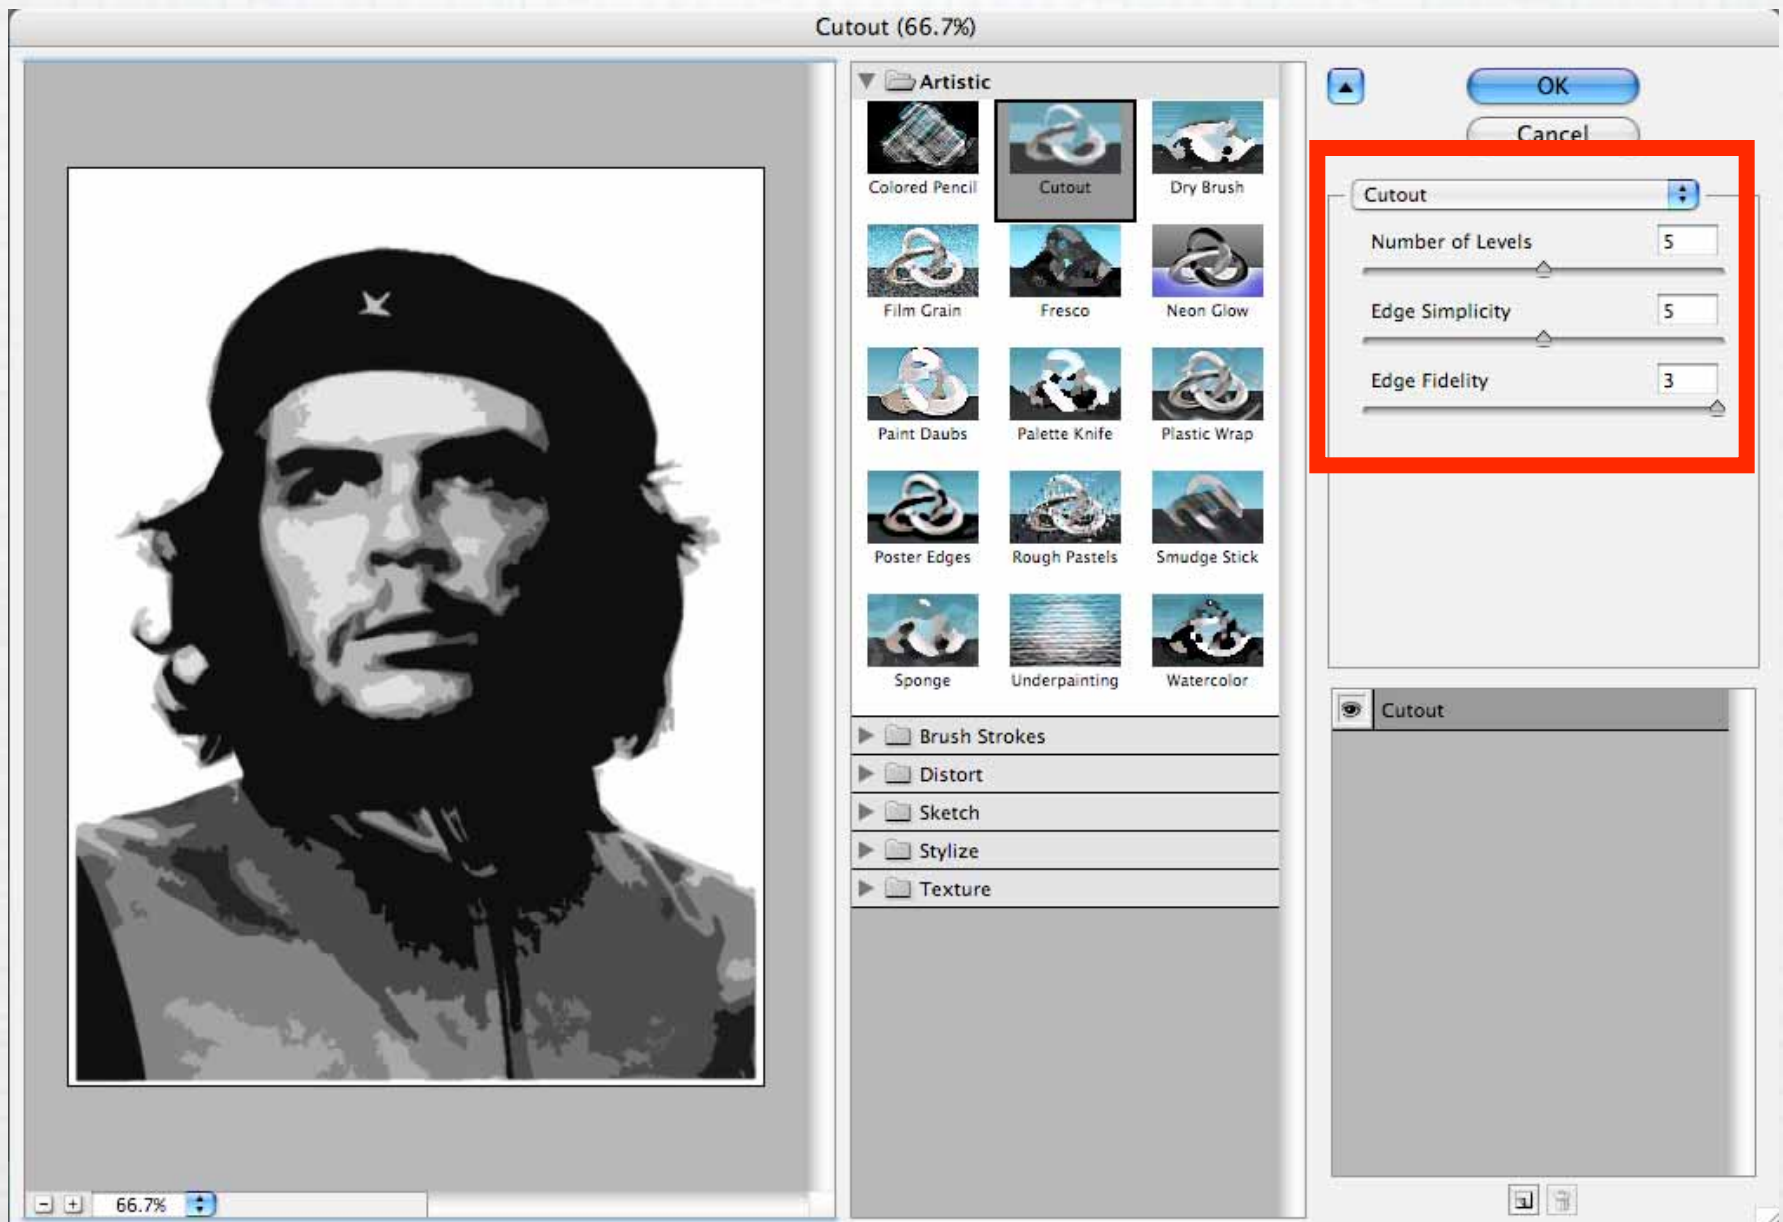 Cutout (66.7%)
Artistic
Colored Pencil
Cutout
Dry Brush
Film Grain
Fresco
Neon Glow
Paint Daubs
Palette Knife
Plastic Wrap
Poster Edges
Rough Pastels
Smudge Stick
Sponge
Underpainting
Watercolor
Brush Strokes
Distort
Sketch
Stylize
Texture
OK
Cancel
Cutout
Number of Levels 5
Edge Simplicity 5
Edge Fidelity 3
Cutout
66.7%